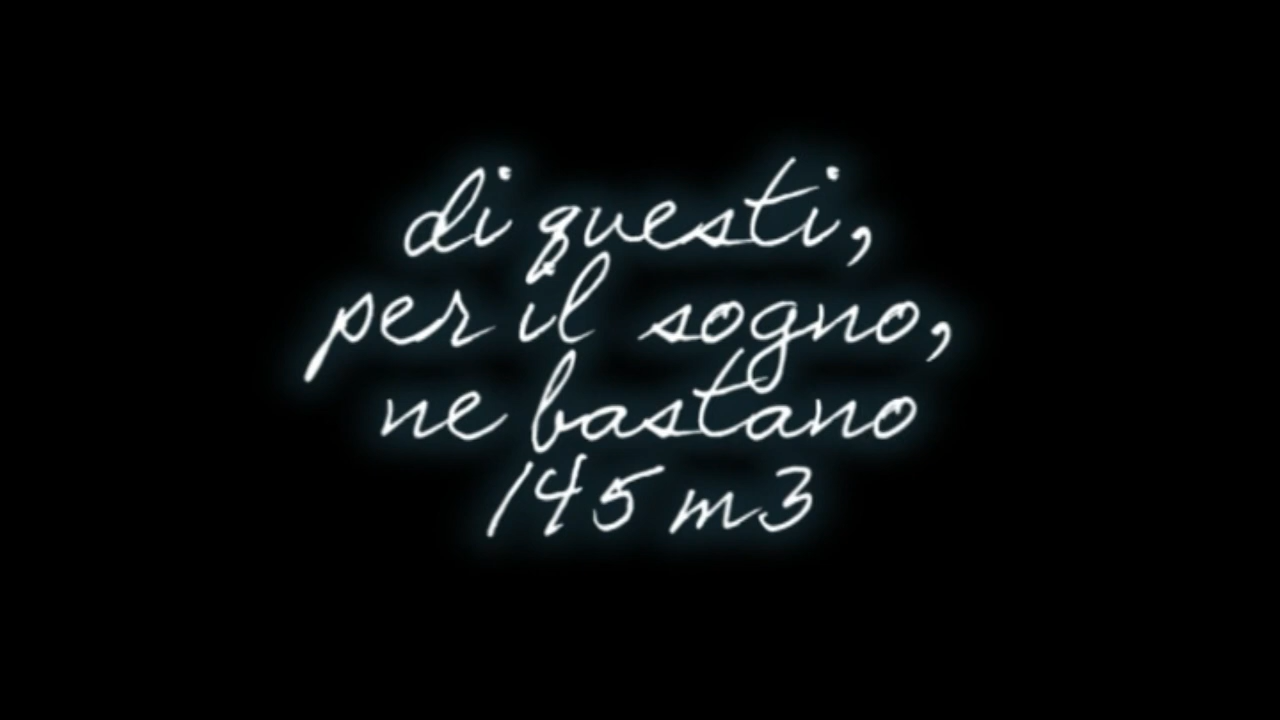 di questi,
per il sogno,
ne bastano
145 m3